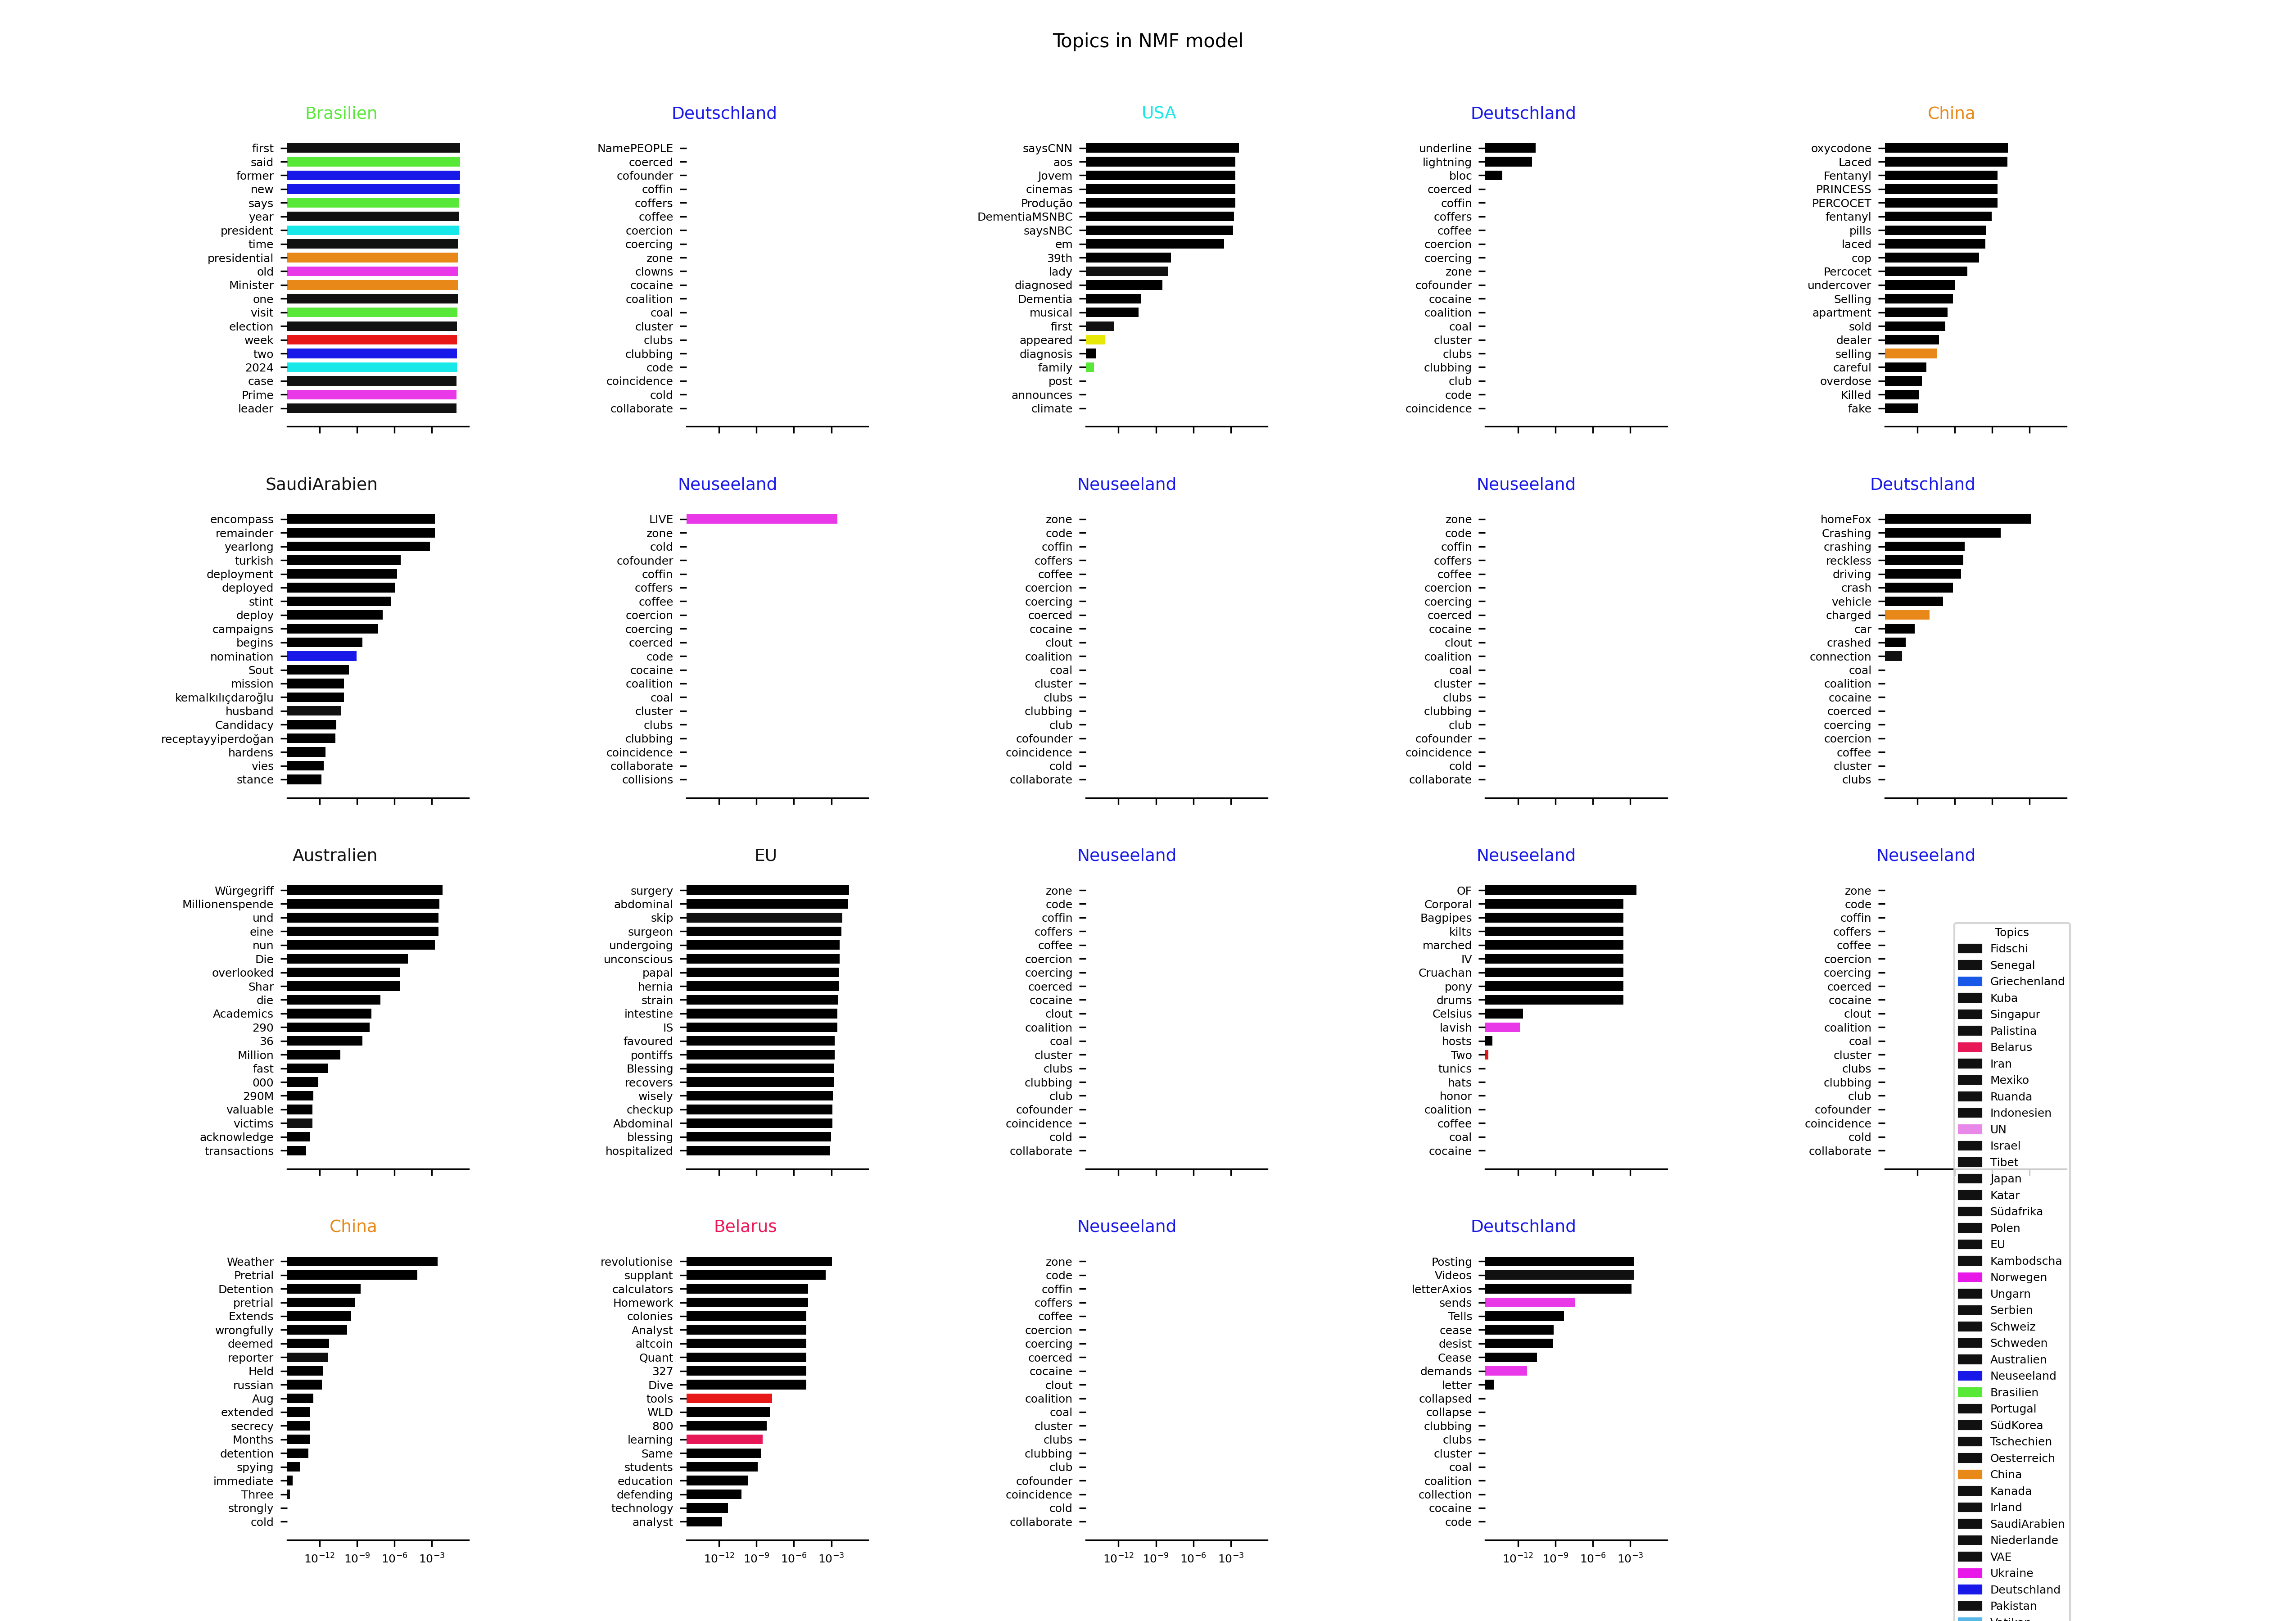 Topics in NMF model
Brasilien
first
said
former
new
says
year
president
time
presidential
old
Minister
one
visit
election
week
two
2024
case
Prime
leader
Deutschland
NamePEOPLE
coerced
cofounder
coffin
coffers
coffee
coercion
coercing
zone
clowns
cocaine
coalition
coal
cluster
clubs
clubbing
code
coincidence
cold
collaborate
USA
saysCNN
aos
Jovem
cinemas
Produção
DementiaMSNBC
saysNBC
em
39th
lady
diagnosed
Dementia
musical
first
appeared
diagnosis
family
post
announces
climate
Deutschland
underline
lightning
bloc
coerced
coffin
coffers
coffee
coercion
coercing
zone
cofounder
cocaine
coalition
coal
cluster
clubs
clubbing
club
code
coincidence
China
oxycodone
Laced
Fentanyl
PRINCESS
PERCOCET
fentanyl
pills
laced
cop
Percocet
undercover
Selling
apartment
sold
dealer
selling
careful
overdose
Killed
fake
SaudiArabien
encompass
remainder
yearlong
turkish
deployment
deployed
stint
deploy
campaigns
begins
nomination
Sout
mission
kemalkılıçdaroğlu
husband
Candidacy
receptayyiperdoğan
hardens
vies
stance
Neuseeland
LIVE
zone
cold
cofounder
coffin
coffers
coffee
coercion
coercing
coerced
code
cocaine
coalition
coal
cluster
clubs
clubbing
coincidence
collaborate
collisions
Neuseeland
zone
code
coffin
coffers
coffee
coercion
coercing
coerced
cocaine
clout
coalition
coal
cluster
clubs
clubbing
club
cofounder
coincidence
cold
collaborate
Neuseeland
zone
code
coffin
coffers
coffee
coercion
coercing
coerced
cocaine
clout
coalition
coal
cluster
clubs
clubbing
club
cofounder
coincidence
cold
collaborate
Deutschland
homeFox
Crashing
crashing
reckless
driving
crash
vehicle
charged
car
crashed
connection
coal
coalition
cocaine
coerced
coercing
coercion
coffee
cluster
clubs
Australien
Würgegriff
Millionenspende
und
eine
nun
Die
overlooked
Shar
die
Academics
290
36
Million
fast
000
290M
valuable
victims
acknowledge
transactions
EU
surgery
abdominal
skip
surgeon
undergoing
unconscious
papal
hernia
strain
intestine
IS
favoured
pontiffs
Blessing
recovers
wisely
checkup
Abdominal
blessing
hospitalized
Neuseeland
zone
code
coffin
coffers
coffee
coercion
coercing
coerced
cocaine
clout
coalition
coal
cluster
clubs
clubbing
club
cofounder
coincidence
cold
collaborate
Neuseeland
OF
Corporal
Bagpipes
kilts
marched
IV
Cruachan
pony
drums
Celsius
lavish
hosts
Two
tunics
hats
honor
coalition
coffee
coal
cocaine
Neuseeland
zone
code
coffin
coffers
coffee
coercion
coercing
coerced
cocaine
clout
coalition
coal
cluster
clubs
clubbing
club
cofounder
coincidence
cold
collaborate
China
Weather
Pretrial
Detention
pretrial
Extends
wrongfully
deemed
reporter
Held
russian
Aug
extended
secrecy
Months
detention
spying
immediate
Three
strongly
cold
10⁻¹² 10⁻⁹ 10⁻⁶ 10⁻³
Belarus
revolutionise
supplant
calculators
Homework
colonies
Analyst
altcoin
Quant
327
Dive
tools
WLD
800
learning
Same
students
education
defending
technology
analyst
10⁻¹² 10⁻⁹ 10⁻⁶ 10⁻³
Neuseeland
zone
code
coffin
coffers
coffee
coercion
coercing
coerced
cocaine
clout
coalition
coal
cluster
clubs
clubbing
club
cofounder
coincidence
cold
collaborate
10⁻¹² 10⁻⁹ 10⁻⁶ 10⁻³
Deutschland
Posting
Videos
letterAxios
sends
Tells
cease
desist
Cease
demands
letter
collapsed
collapse
clubbing
clubs
cluster
coal
coalition
collection
cocaine
code
10⁻¹² 10⁻⁹ 10⁻⁶ 10⁻³
Topics
Fidschi
Senegal
Griechenland
Kuba
Singapur
Palistina
Belarus
Iran
Mexiko
Ruanda
Indonesien
UN
Israel
Tibet
Japan
Katar
Südafrika
Polen
EU
Kambodscha
Norwegen
Ungarn
Serbien
Schweiz
Schweden
Australien
Neuseeland
Brasilien
Portugal
SüdKorea
Tschechien
Oesterreich
China
Kanada
Irland
SaudiArabien
Niederlande
VAE
Ukraine
Deutschland
Pakistan